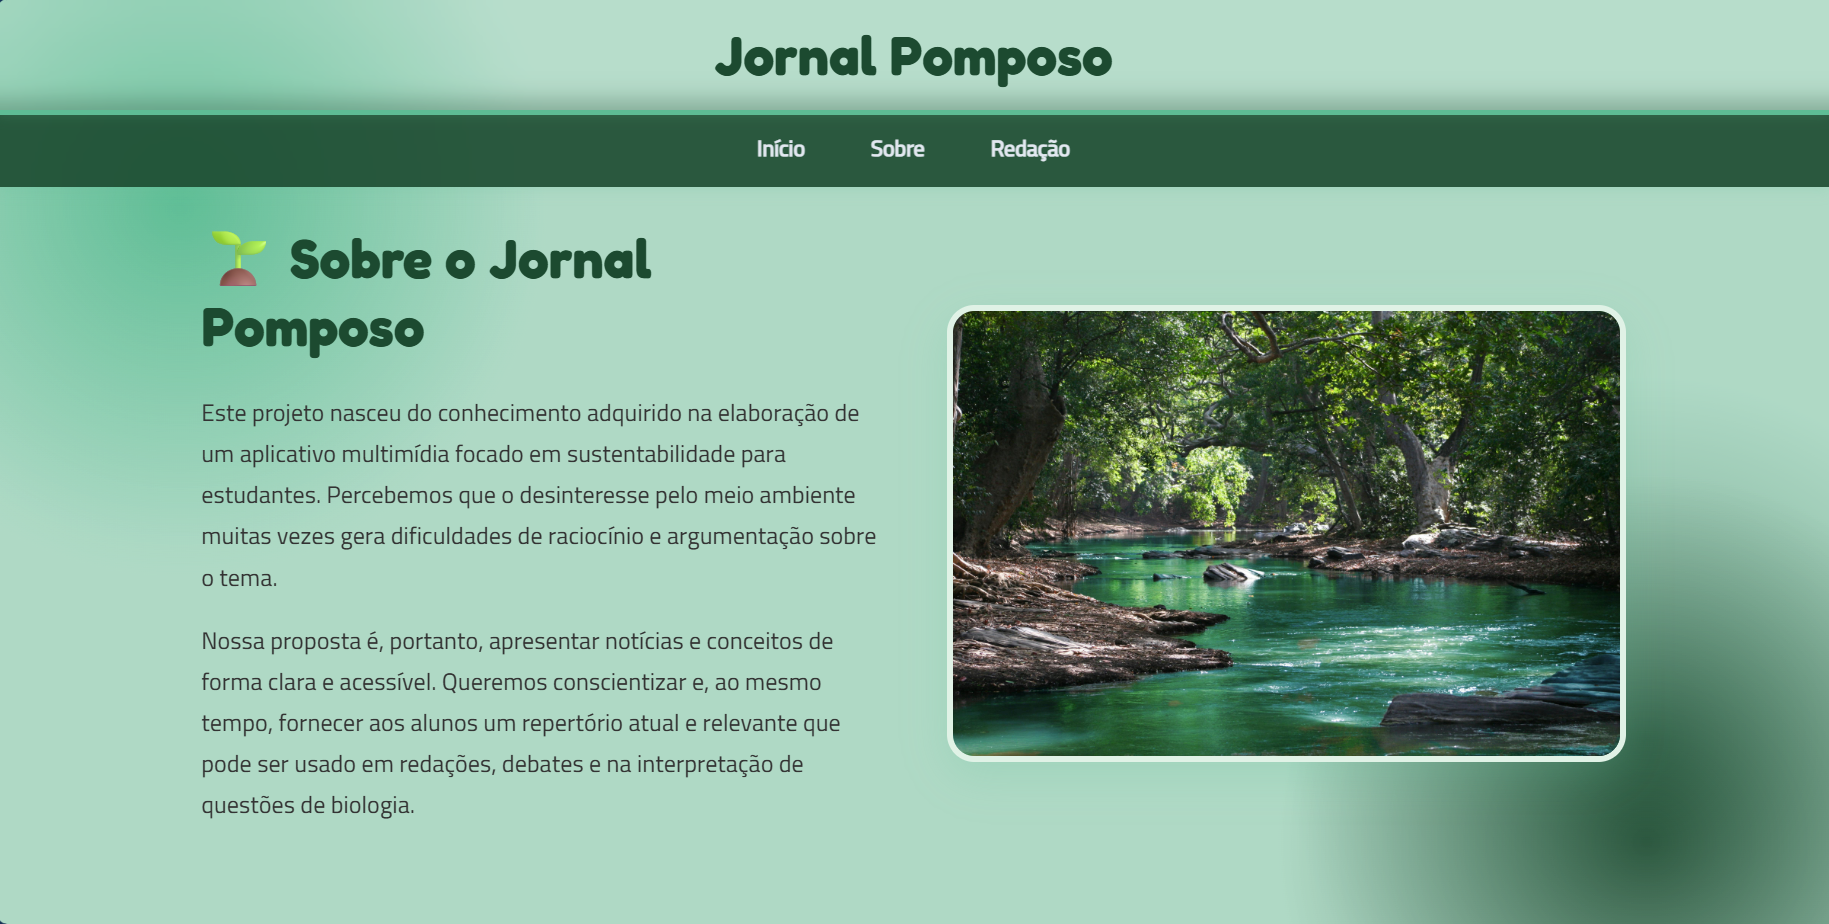 Jornal Pomposo
Início Sobre Redação
🌱 Sobre o Jornal
Pomposo
Este projeto nasceu do conhecimento adquirido na elaboração de
um aplicativo multimídia focado em sustentabilidade para
estudantes. Percebemos que o desinteresse pelo meio ambiente
muitas vezes gera dificuldades de raciocínio e argumentação sobre
o tema.
Nossa proposta é, portanto, apresentar notícias e conceitos de
forma clara e acessível. Queremos conscientizar e, ao mesmo
tempo, fornecer aos alunos um repertório atual e relevante que
pode ser usado em redações, debates e na interpretação de
questões de biologia.